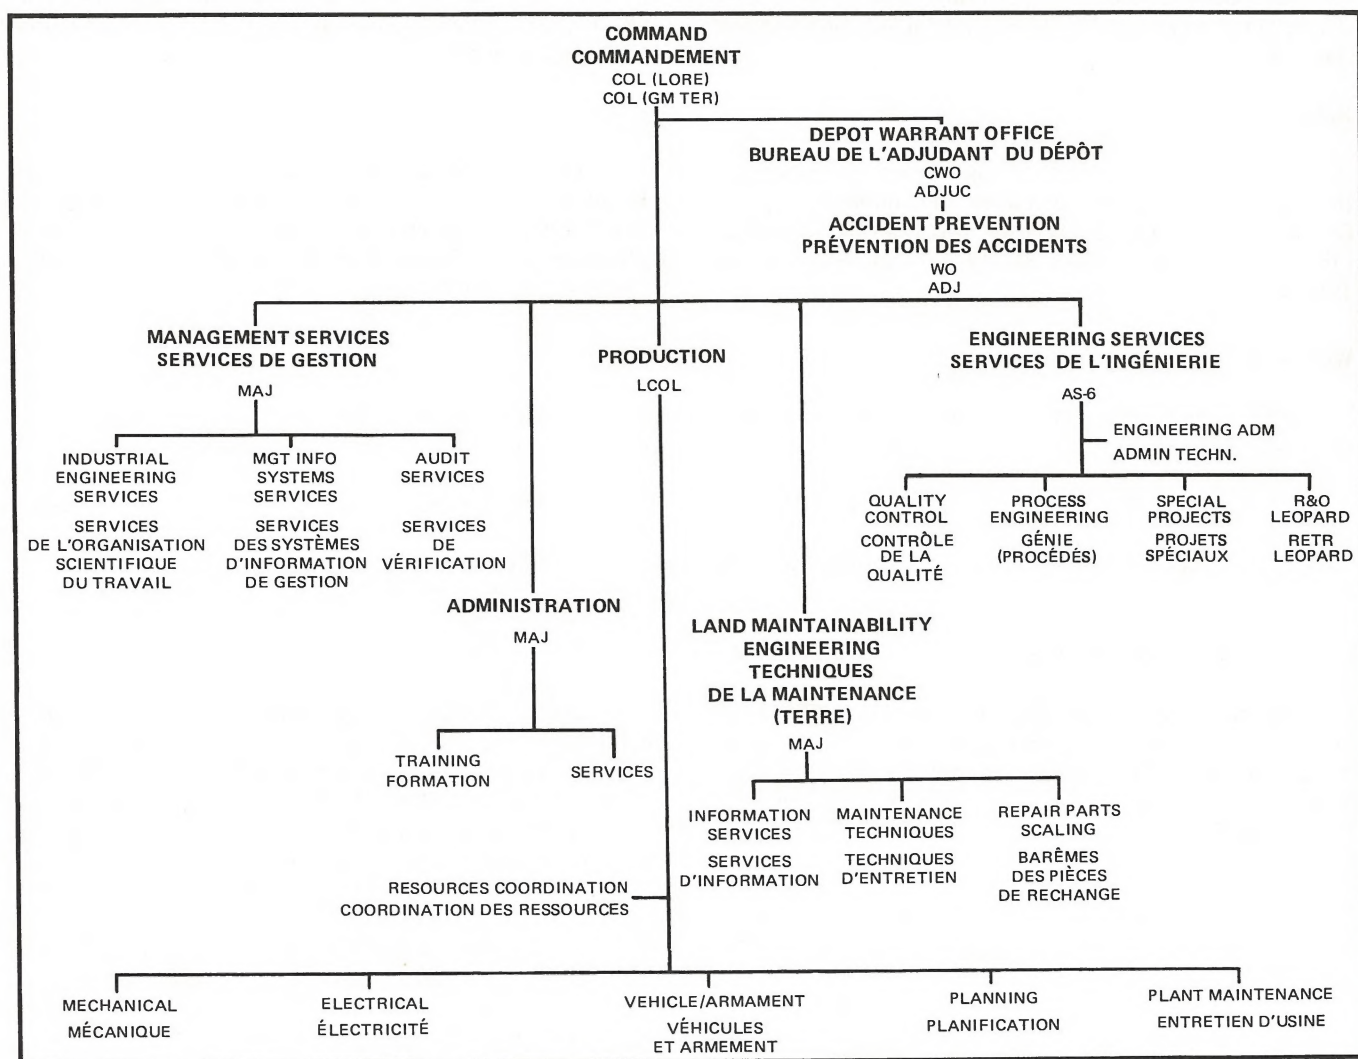 COMMAND
COMMANDEMENT
COL (LORE)
COL (GM TER)
DEPOT WARRANT OFFICE
BUREAU DE L'ADJUDANT DU DÉPÔT
CWO
ADJUC
ACCIDENT PREVENTION
PRÉVENTION DES ACCIDENTS
WO
ADJ
MANAGEMENT SERVICES
SERVICES DE GESTION
MAJ
INDUSTRIAL
ENGINEERING
SERVICES
SERVICES
DE L'ORGANISATION
SCIENTIFIQUE
DU TRAVAIL
MGT INFO
SYSTEMS
SERVICES
SERVICES
DES SYSTÈMES
D'INFORMATION
DE GESTION
AUDIT
SERVICES
SERVICES
DE
VÉRIFICATION
ADMINISTRATION
MAJ
TRAINING
FORMATION
SERVICES
PRODUCTION
LCOL
LAND MAINTAINABILITY
ENGINEERING
TECHNIQUES
DE LA MAINTENANCE
(TERRE)
MAJ
INFORMATION
SERVICES
SERVICES
D'INFORMATION
MAINTENANCE
TECHNIQUES
TECHNIQUES
D'ENTRETIEN
REPAIR PARTS
SCALING
BARÊMES
DES PIÈCES
DE RECHANGE
ENGINEERING SERVICES
SERVICES DE L'INGÉNIERIE
AS-6
ENGINEERING ADM
ADMIN TECHN.
QUALITY
CONTROL
CONTRÔLE
DE LA
QUALITÉ
PROCESS
ENGINEERING
GÉNIE
(PROCÉDÉS)
SPECIAL
PROJECTS
PROJETS
SPÉCIAUX
R&O
LEOPARD
RETR
LEOPARD
RESOURCES COORDINATION
COORDINATION DES RESSOURCES
MECHANICAL
MÉCANIQUE
ELECTRICAL
ÉLECTRICITÉ
VEHICLE/ARMAMENT
VÉHICULES
ET ARMEMENT
PLANNING
PLANIFICATION
PLANT MAINTENANCE
ENTRETIEN D'USINE